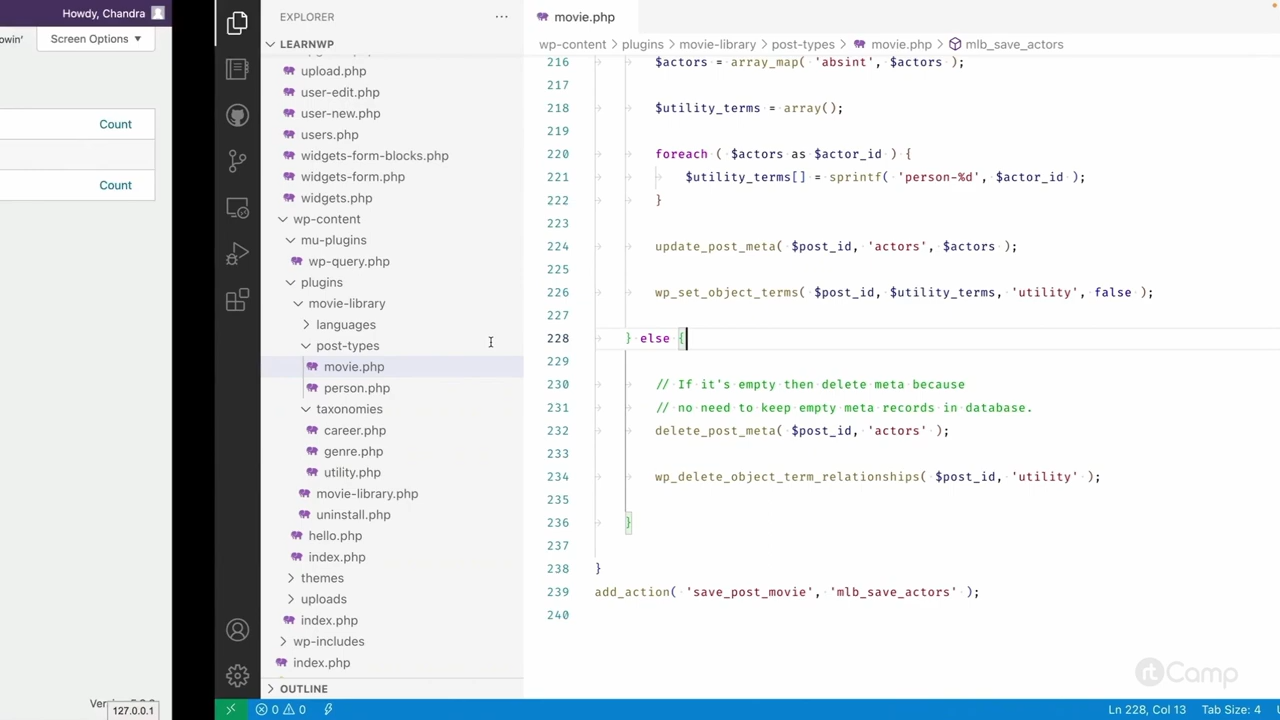 Howdy, Chandra
owin'
Screen Options ▼
Count
Count
127.0.0.1
EXPLORER
LEARNWP
upload.php
user-edit.php
user-new.php
users.php
widgets-form-blocks.php
widgets-form.php
widgets.php
wp-content
mu-plugins
wp-query.php
plugins
movie-library
languages
post-types
movie.php
person.php
taxonomies
career.php
genre.php
utility.php
movie-library.php
uninstall.php
hello.php
index.php
themes
uploads
index.php
wp-includes
index.php
OUTLINE
movie.php
wp-content > plugins > movie-library > post-types > movie.php > mlb_save_actors
216 $actors = array_map( 'absint', $actors );
217
218 $utility_terms = array();
219
220 foreach ( $actors as $actor_id ) {
221 $utility_terms[] = sprintf( 'person-%d', $actor_id );
222 }
223
224 update_post_meta( $post_id, 'actors', $actors );
225
226 wp_set_object_terms( $post_id, $utility_terms, 'utility', false );
227
228 } else {
229
230 // If it's empty then delete meta because
231 // no need to keep empty meta records in database.
232 delete_post_meta( $post_id, 'actors' );
233
234 wp_delete_object_term_relationships( $post_id, 'utility' );
235
236 }
237
238 }
239 add_action( 'save_post_movie', 'mlb_save_actors' );
240
rtCamp
0 0
Ln 228, Col 13 Tab Size: 4